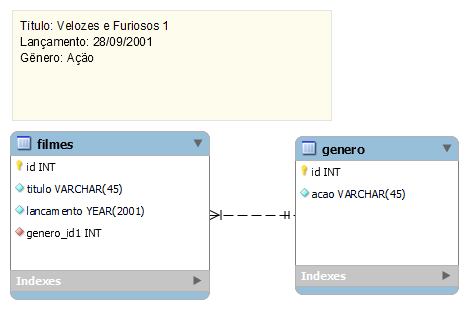 Titulo: Velozes e Furiosos 1
Lançamento: 28/09/2001
Gênero: Ação
filmes
id INT
titulo VARCHAR(45)
lancamento YEAR(2001)
genero_id1 INT
Indexes
genero
id INT
acao VARCHAR(45)
Indexes